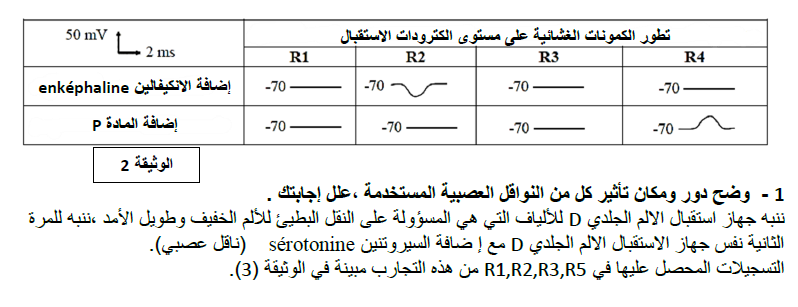 50 mV
2 ms
تطور الكمونات الغشائية على مستوى الكترودات الاستقبال
R1 R2 R3 R4
إضافة الانكيفالين enképhaline -70 -70 -70 -70
إضافة المادة P -70 -70 -70 -70
الوثيقة 2
1 - وضح دور ومكان تأثير كل من النواقل العصبية المستخدمة ،علل إجابتك .
ننبه جهاز استقبال الالم الجلدي D للألياف التي هي المسؤولة على النقل البطيئ للألم الخفيف وطويل الأمد ،ننبه للمرة
الثانية نفس جهاز الاستقبال الالم الجلدي D مع إ ضافة السيروتنين sérotonine (ناقل عصبي).
التسجيلات المحصل عليها في R1,R2,R3,R5 من هذه التجارب مبينة في الوثيقة (3).